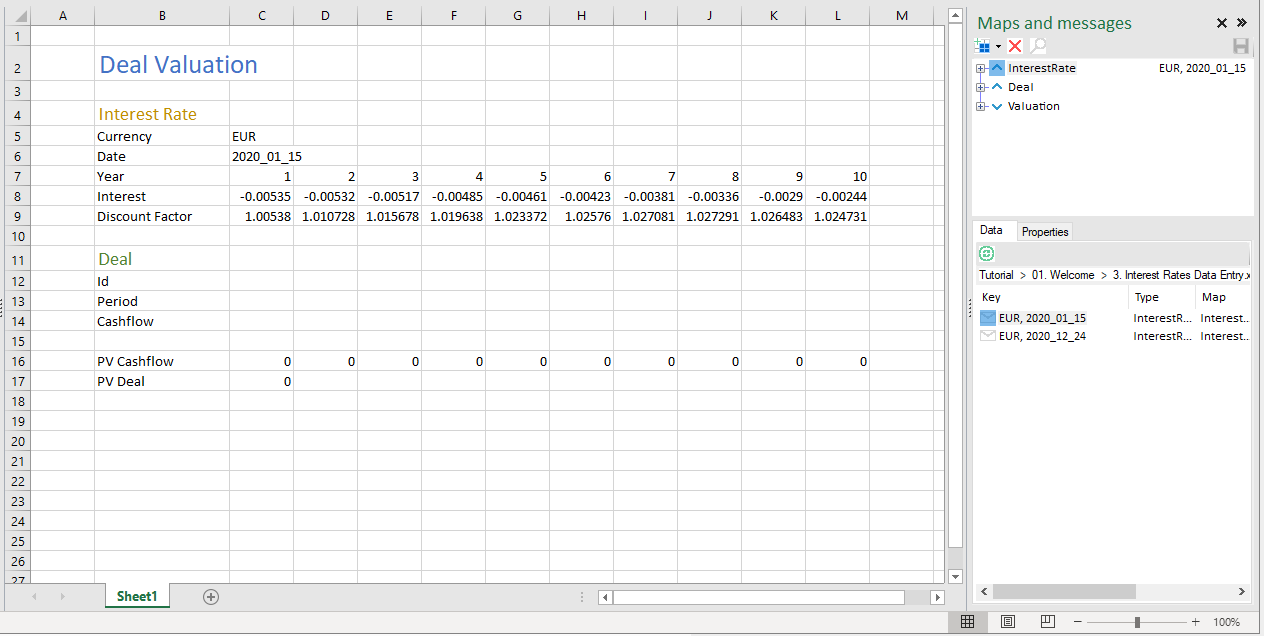 A B C D E F G H I J K L M
1
2 Deal Valuation
3
4 Interest Rate
5 Currency EUR
6 Date 2020_01_15
7 Year 1 2 3 4 5 6 7 8 9 10
8 Interest -0.00535 -0.00532 -0.00517 -0.00485 -0.00461 -0.00423 -0.00381 -0.00336 -0.0029 -0.00244
9 Discount Factor 1.00538 1.010728 1.015678 1.019638 1.023372 1.02576 1.027081 1.027291 1.026483 1.024731
10
11 Deal
12 Id
13 Period
14 Cashflow
15
16 PV Cashflow 0 0 0 0 0 0 0 0 0 0
17 PV Deal 0
18
19
20
21
22
23
24
25
26
27
Sheet1
Maps and messages
InterestRate EUR, 2020_01_15
Deal
Valuation
Data Properties
Tutorial > 01. Welcome > 3. Interest Rates Data Entry.x
Key Type Map
EUR, 2020_01_15 InterestR... Interest...
EUR, 2020_12_24 InterestR... Interest...
100%